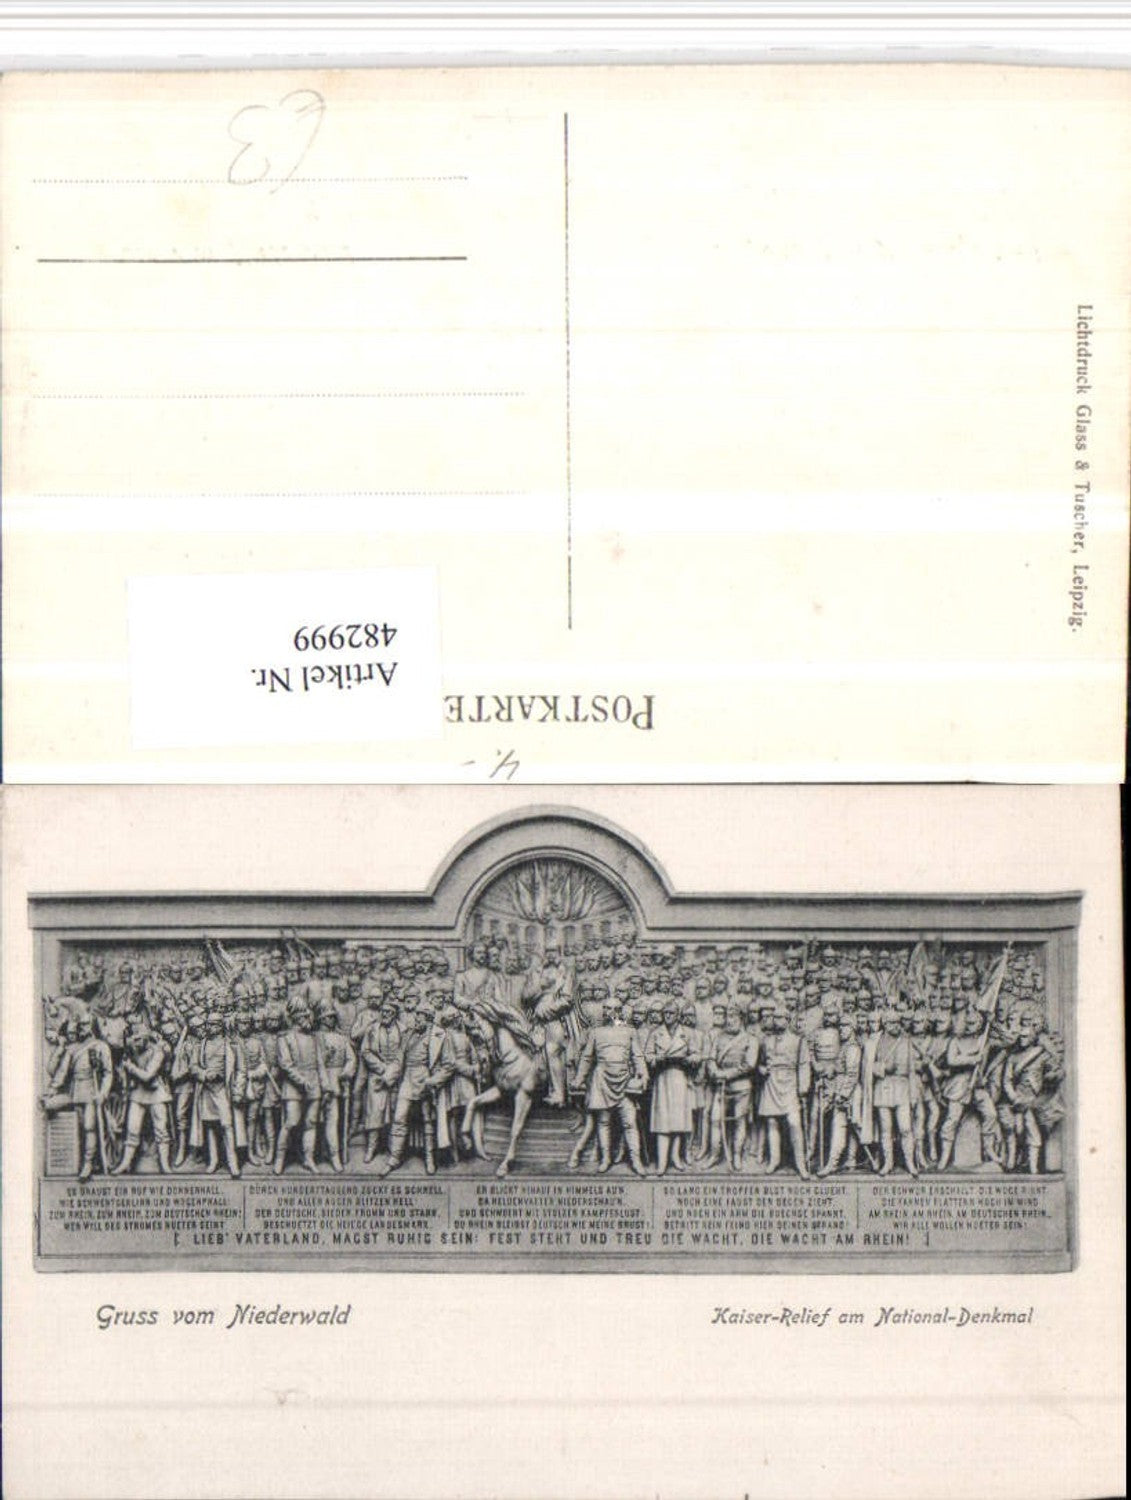 Lichtdruck Glass & Tuscher, Leipzig.
POSTKARTE
Artikel Nr.
482999
4.-
ES BRAUST EIN RUF WIE DONNERHALL,
WIE SCHWERTGEKLIRR UND WOGENPRALL:
ZUM RHEIN, ZUM RHEIN, ZUM DEUTSCHEN RHEIN!
WER WILL DES STROMES HUETER SEIN?
DURCH HUNDERTTAUSEND ZUCKT ES SCHNELL,
UND ALLER AUGEN BLITZEN HELL:
DER DEUTSCHE, BIEDER, FROMM UND STARK,
BESCHUETZT DIE HEILGE LANDESMARK.
ER BLICKT HINAUF IN HIMMELS AU'N,
DA HELDENVAETER NIEDERSCHAU'N,
UND SCHWOERT MIT STOLZER KAMPFESLUST:
DU RHEIN BLEIBST DEUTSCH WIE MEINE BRUST!
SO LANG EIN TROPFEN BLUT NOCH GLUEHT,
NOCH EINE FAUST DEN DEGEN ZIEHT,
UND NOCH EIN ARM DIE BUECHSE SPANNT,
BETRITT KEIN FEIND HIER DEINEN STRAND!
DER SCHWUR ERSCHALLT, DIE WOGE RINNT,
DIE FAHNEN FLATTERN HOCH IM WIND:
AM RHEIN, AM RHEIN, AM DEUTSCHEN RHEIN,
WIR ALLE WOLLEN HUETER SEIN!
LIEB' VATERLAND, MAGST RUHIG SEIN: FEST STEHT UND TREU DIE WACHT, DIE WACHT AM RHEIN!
Gruss vom Niederwald
Kaiser-Relief am National-Denkmal